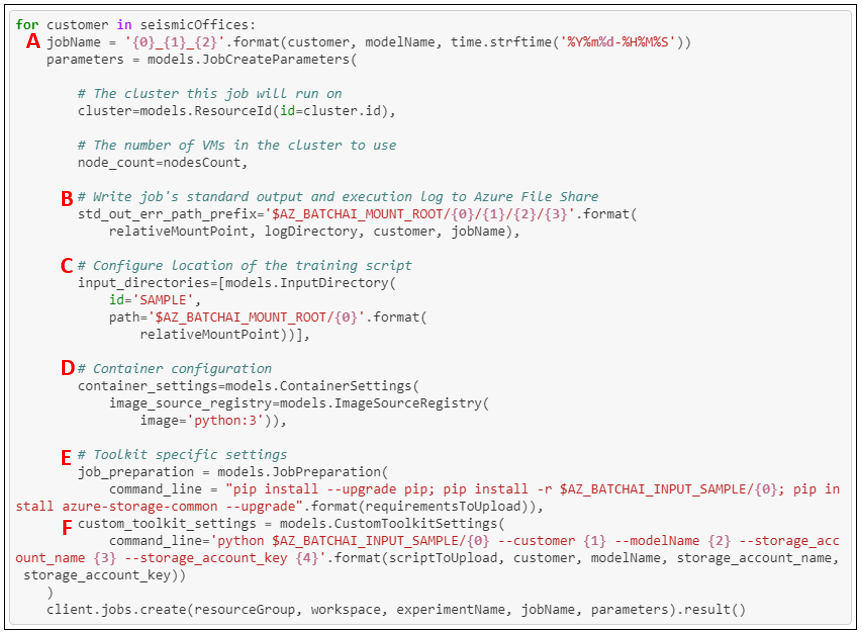 for customer in seismicOffices:
A jobName = '{0}_{1}_{2}'.format(customer, modelName, time.strftime('%Y%m%d-%H%M%S'))
parameters = models.JobCreateParameters(
# The cluster this job will run on
cluster=models.ResourceId(id=cluster.id),
# The number of VMs in the cluster to use
node_count=nodesCount,
B # Write job's standard output and execution log to Azure File Share
std_out_err_path_prefix='$AZ_BATCHAI_MOUNT_ROOT/{0}/{1}/{2}/{3}'.format(
relativeMountPoint, logDirectory, customer, jobName),
C # Configure location of the training script
input_directories=[models.InputDirectory(
id='SAMPLE',
path='$AZ_BATCHAI_MOUNT_ROOT/{0}'.format(
relativeMountPoint))],
D # Container configuration
container_settings=models.ContainerSettings(
image_source_registry=models.ImageSourceRegistry(
image='python:3')),
E # Toolkit specific settings
job_preparation = models.JobPreparation(
command_line = "pip install --upgrade pip; pip install -r $AZ_BATCHAI_INPUT_SAMPLE/{0}; pip in
stall azure-storage-common --upgrade".format(requirementsToUpload)),
F custom_toolkit_settings = models.CustomToolkitSettings(
command_line='python $AZ_BATCHAI_INPUT_SAMPLE/{0} --customer {1} --modelName {2} --storage_acc
ount_name {3} --storage_account_key {4}'.format(scriptToUpload, customer, modelName, storage_account_name,
storage_account_key))
)
client.jobs.create(resourceGroup, workspace, experimentName, jobName, parameters).result()